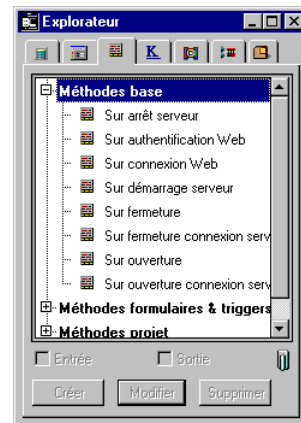 Explorateur
K
Méthodes base
Sur arrêt serveur
Sur authentification Web
Sur connexion Web
Sur démarrage serveur
Sur fermeture
Sur fermeture connexion serv
Sur ouverture
Sur ouverture connexion serv
Méthodes formulaires & triggers
Méthodes projet
Entrée Sortie
Créer Modifier Supprimer